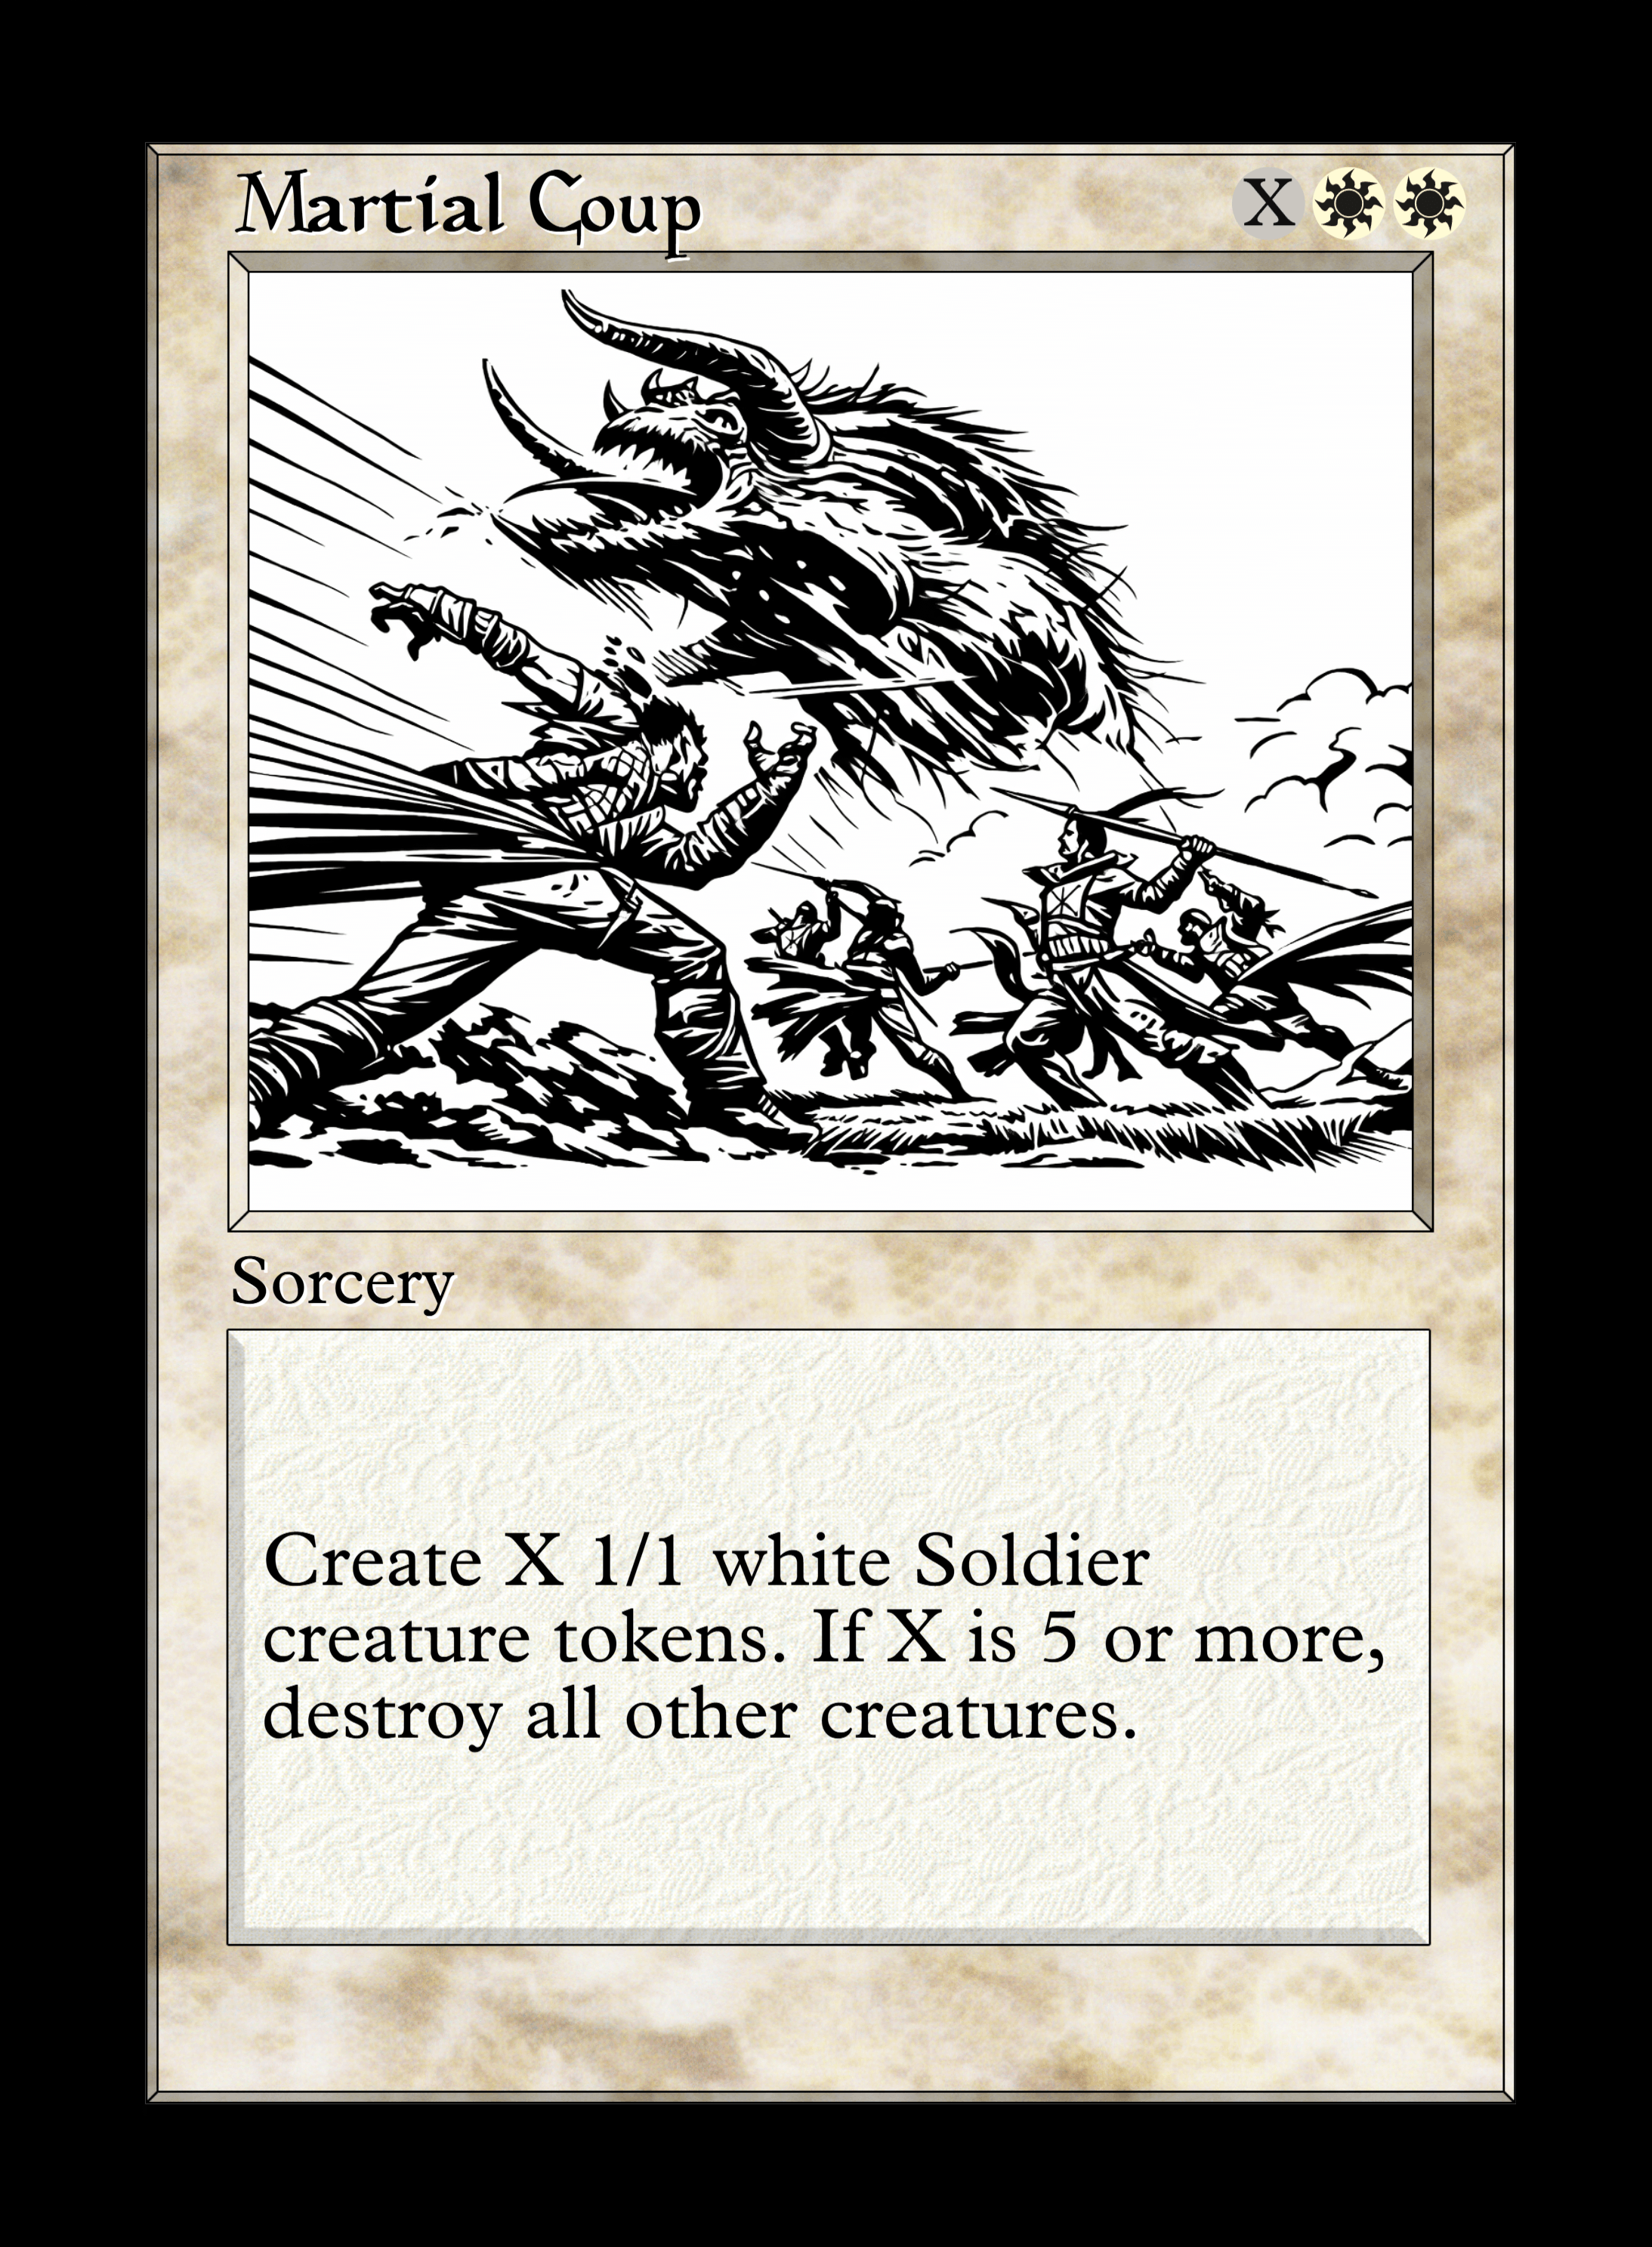 Martial Coup X
Sorcery
Create X 1/1 white Soldier
creature tokens. If X is 5 or more,
destroy all other creatures.